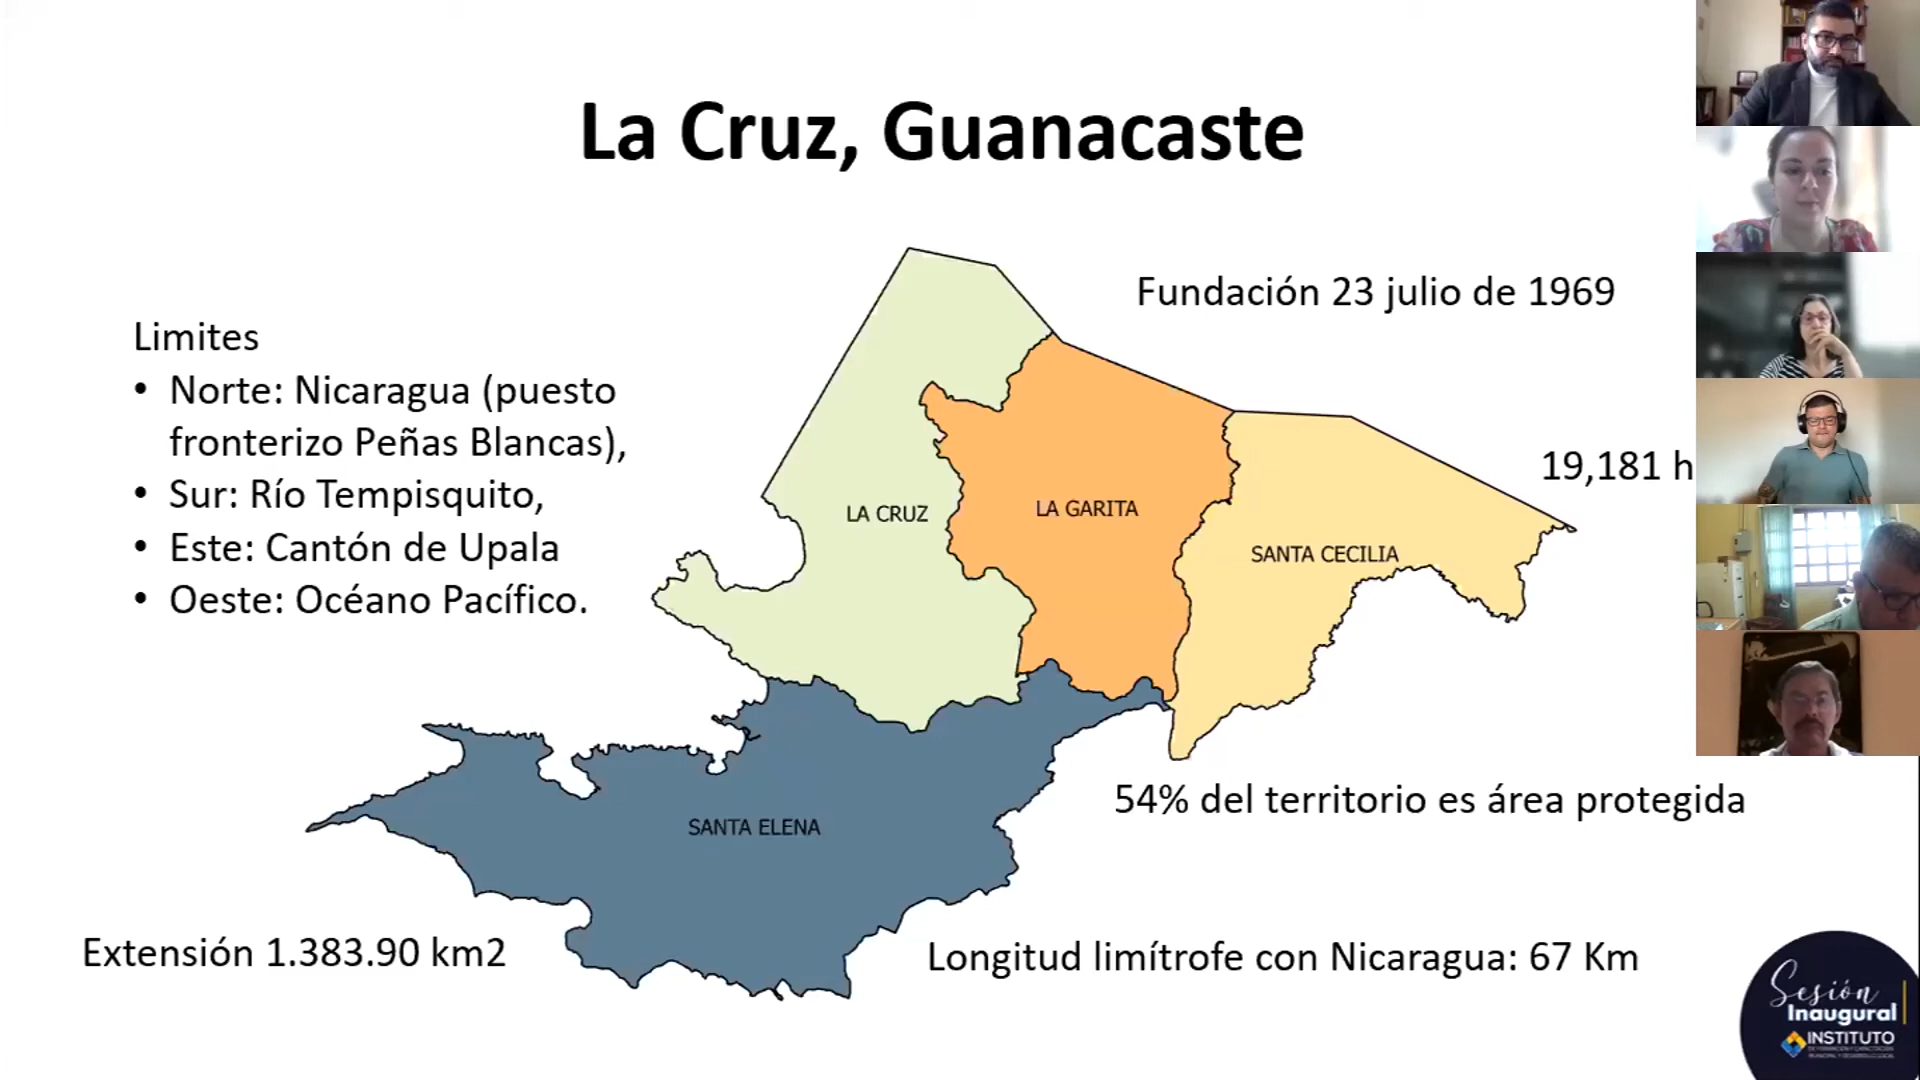 La Cruz, Guanacaste
Fundación 23 julio de 1969
Limites
• Norte: Nicaragua (puesto
fronterizo Peñas Blancas),
• Sur: Río Tempisquito,
• Este: Cantón de Upala
• Oeste: Océano Pacífico.
19,181 h
LA CRUZ
LA GARITA
SANTA CECILIA
SANTA ELENA
54% del territorio es área protegida
Extensión 1.383.90 km2
Longitud limítrofe con Nicaragua: 67 Km
Sesión
Inaugural
INSTITUTO